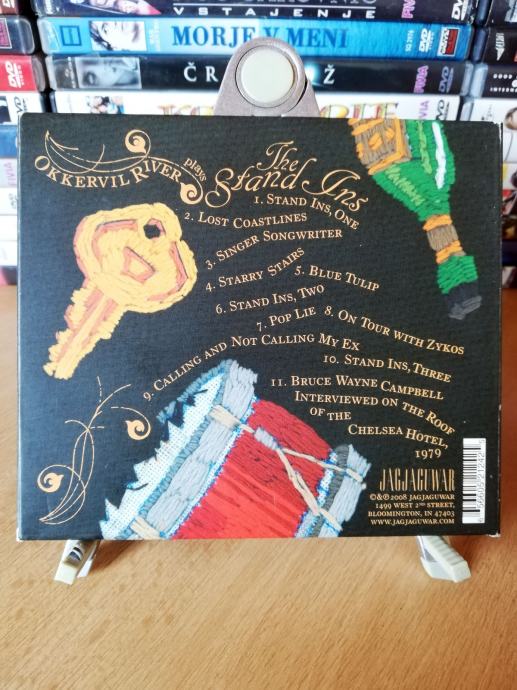 VSTAJENJE
MORJE V MENI
DVD
OKKERVIL RIVER
plays
The
Stand Ins
1. STAND INS, ONE
2. LOST COASTLINES
3. SINGER SONGWRITER
4. STARRY STAIRS
5. BLUE TULIP
6. STAND INS, TWO
7. POP LIE
8. ON TOUR WITH ZYKOS
9. CALLING AND NOT CALLING MY EX
10. STAND INS, THREE
11. BRUCE WAYNE CAMPBELL
INTERVIEWED ON THE ROOF
OF THE
CHELSEA HOTEL,
1979
JAGJAGUWAR
©&℗ 2008 JAGJAGUWAR
1499 WEST 2ND STREET,
BLOOMINGTON, IN 47403
WWW.JAGJAGUWAR.COM